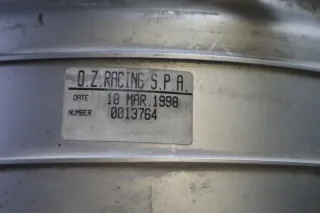 O.Z.RACING S.P.A.
DATE 18 MAR.1998
NUMBER 0013764